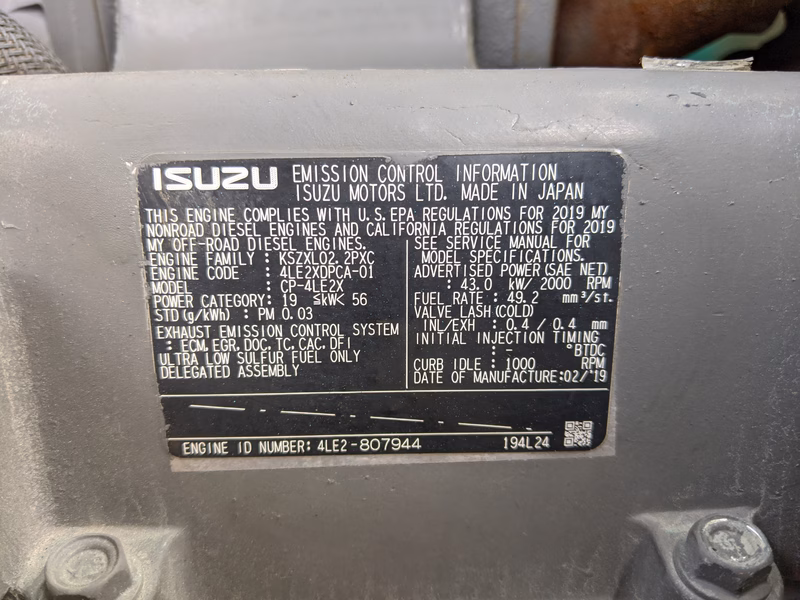 ISUZU EMISSION CONTROL INFORMATION
ISUZU MOTORS LTD. MADE IN JAPAN
THIS ENGINE COMPLIES WITH U.S.EPA REGULATIONS FOR 2019 MY
NONROAD DIESEL ENGINES AND CALIFORNIA REGULATIONS FOR 2019
MY OFF-ROAD DIESEL ENGINES.
ENGINE FAMILY : KSZXL02.2PXC
ENGINE CODE : 4LE2XDPCA-01
MODEL : CP-4LE2X
POWER CATEGORY: 19 ≦kW< 56
STD (g/kWh) : PM 0.03
EXHAUST EMISSION CONTROL SYSTEM
: ECM, EGR, DOC, TC, CAC, DFI
ULTRA LOW SULFUR FUEL ONLY
DELEGATED ASSEMBLY
SEE SERVICE MANUAL FOR
MODEL SPECIFICATIONS.
ADVERTISED POWER (SAE NET)
: 43.0 kW/ 2000 RPM
FUEL RATE : 49.2 mm³/st.
VALVE LASH (COLD)
INL/EXH : 0.4 / 0.4 mm
INITIAL INJECTION TIMING
: - °BTDC
CURB IDLE : 1000 RPM
DATE OF MANUFACTURE:02/'19
ENGINE ID NUMBER: 4LE2-807944 194L24